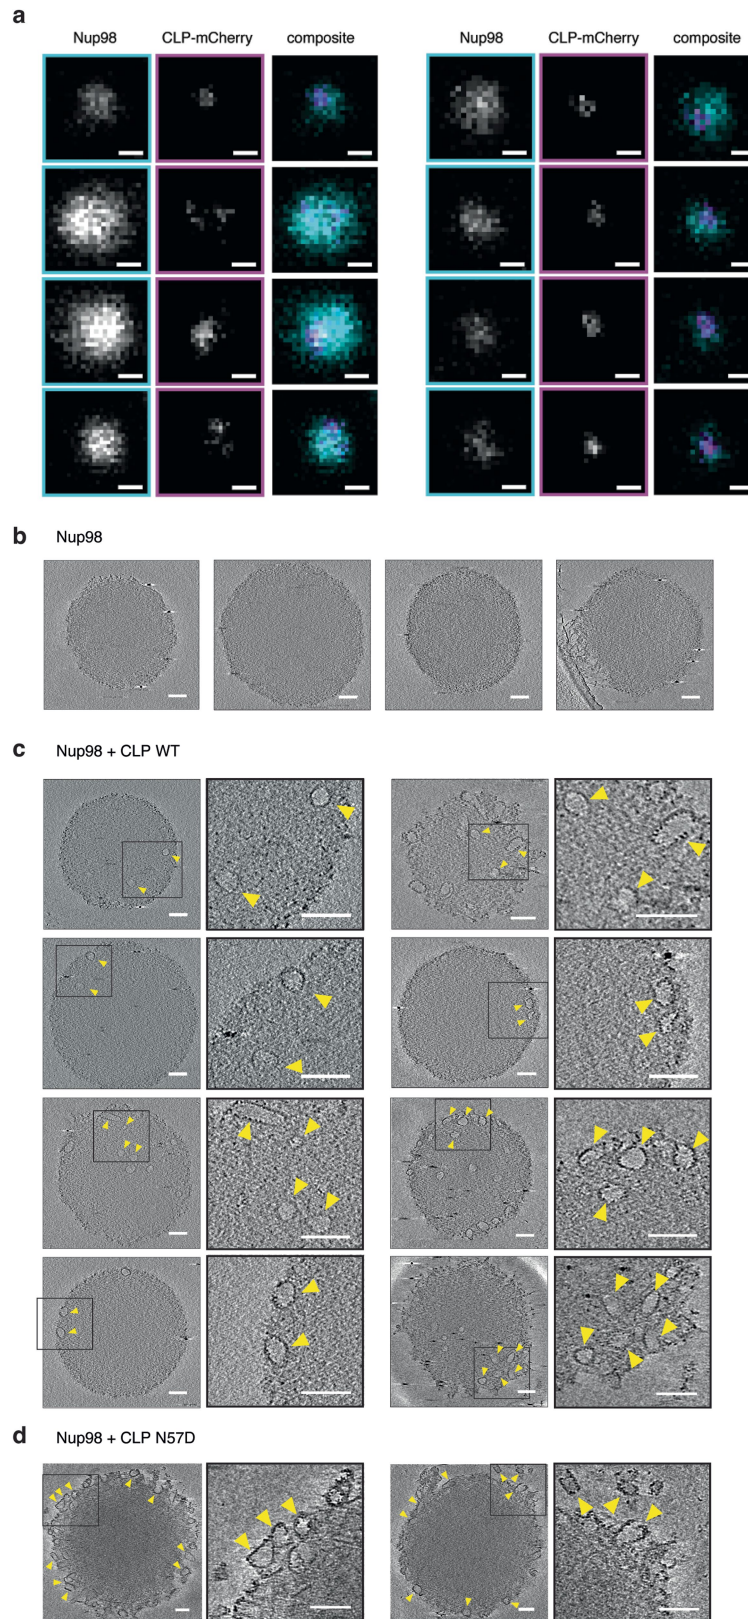 a
Nup98 CLP-mCherry composite Nup98 CLP-mCherry composite
b Nup98
c Nup98 + CLP WT
d Nup98 + CLP N57D